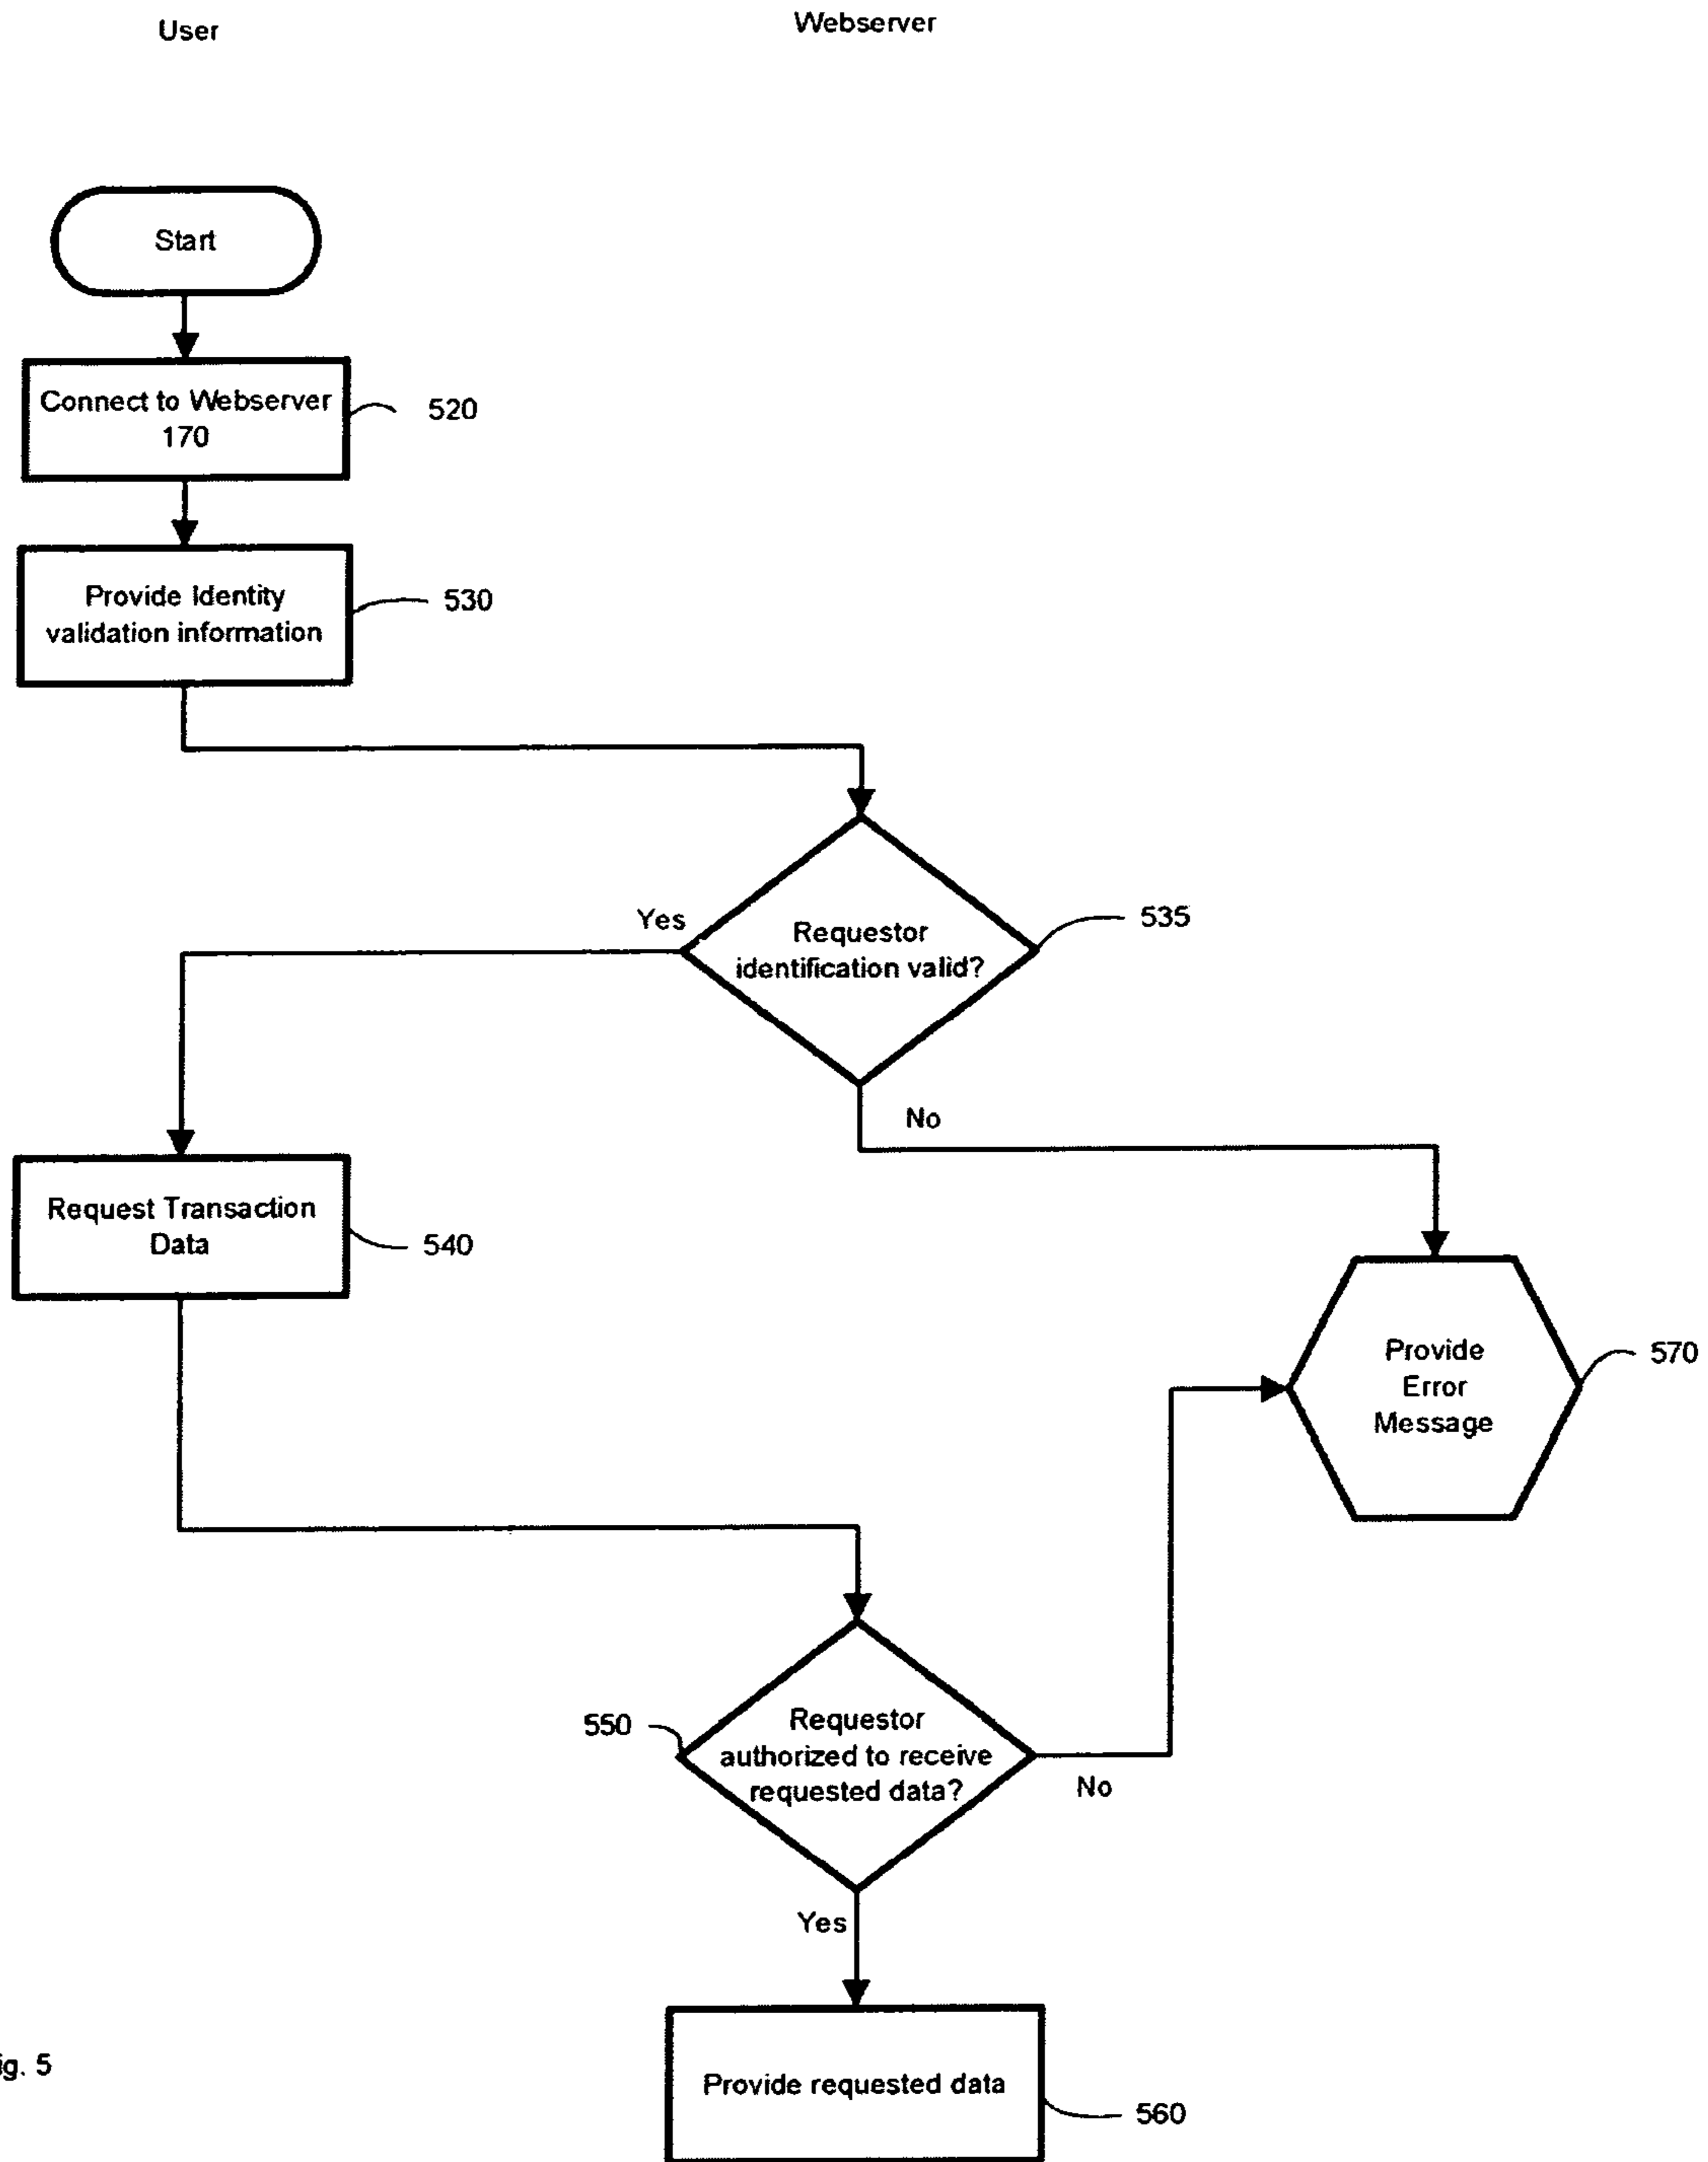 User
Webserver
Start
Connect to Webserver
170
520
Provide Identity
validation information
530
Yes
Requestor
identification valid?
535
No
Request Transaction
Data
540
Provide
Error
Message
570
550
Requestor
authorized to receive
requested data?
No
Yes
Provide requested data
560
ig. 5